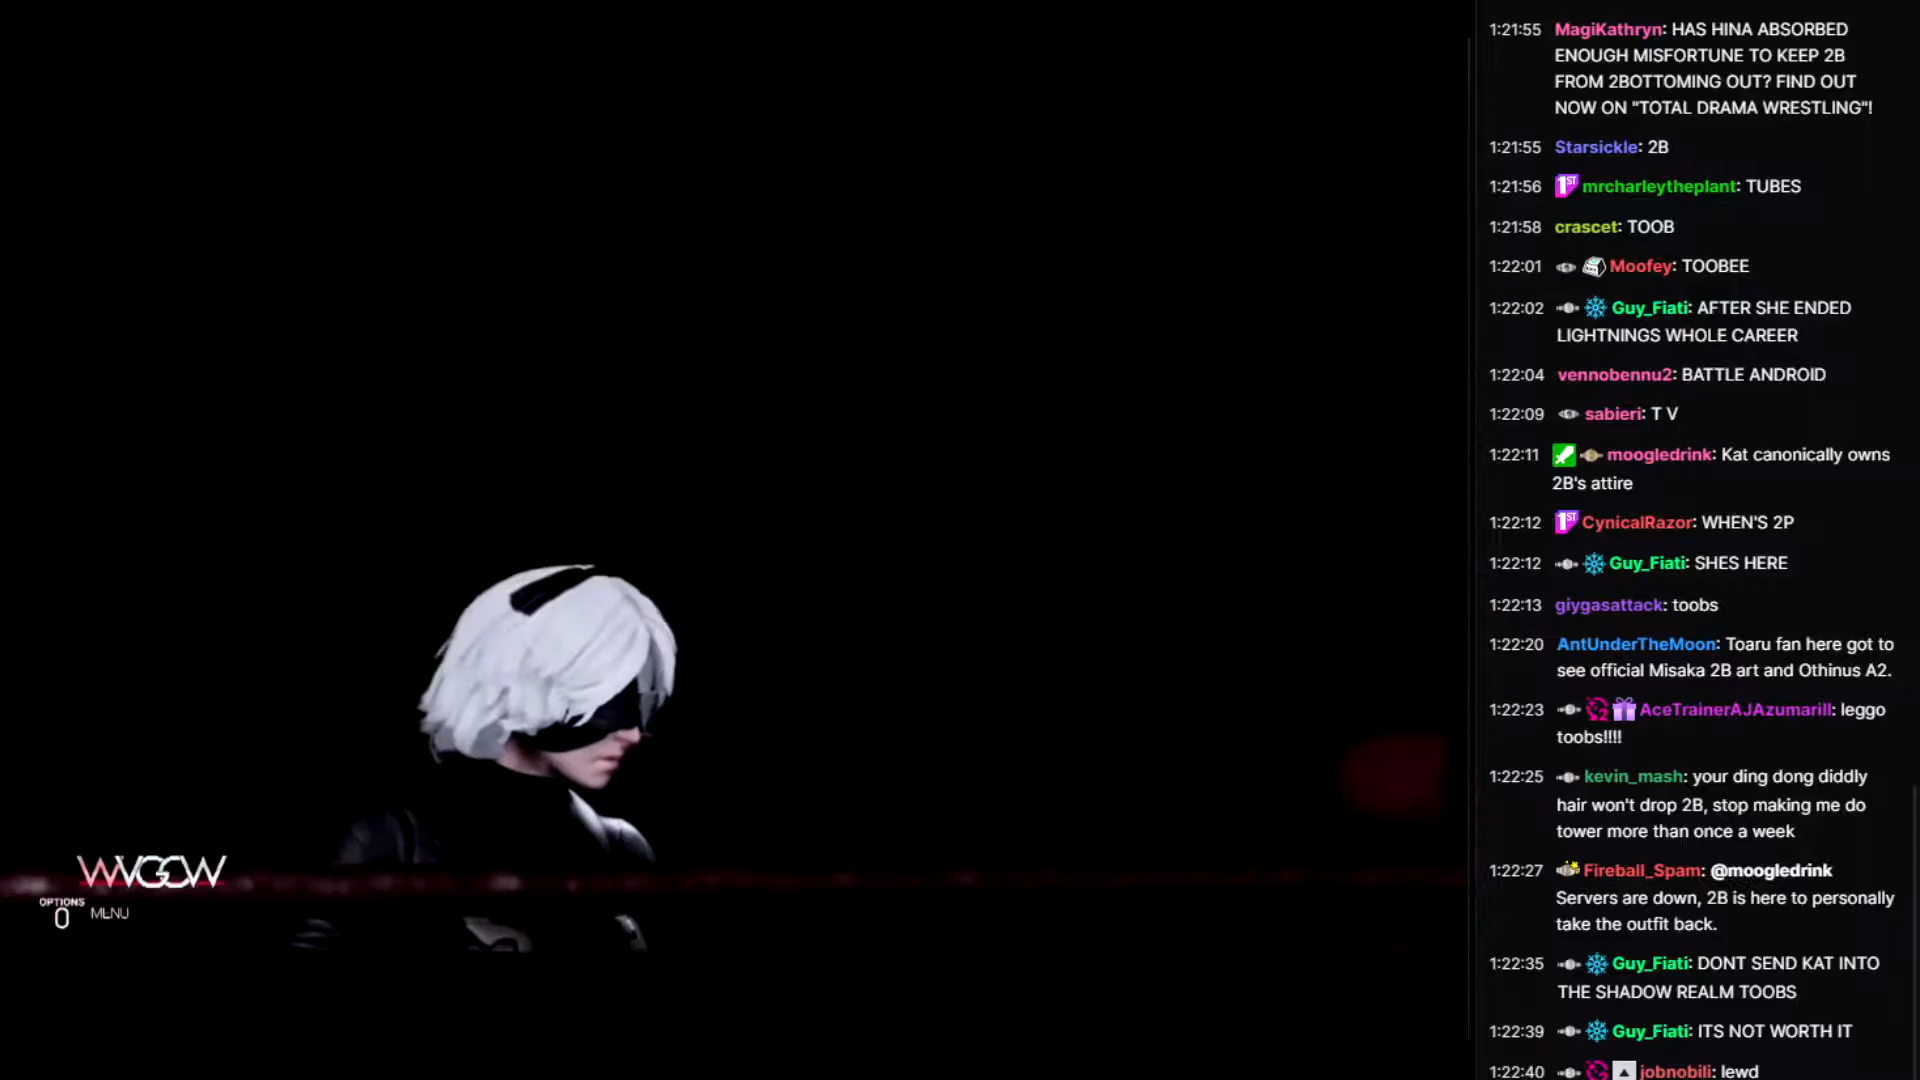 1:21:55 MagiKathryn: HAS HINA ABSORBED
ENOUGH MISFORTUNE TO KEEP 2B
FROM 2BOTTOMING OUT? FIND OUT
NOW ON "TOTAL DRAMA WRESTLING"!
1:21:55 Starsickle: 2B
1:21:56 1ST mrcharleytheplant: TUBES
1:21:58 crascet: TOOB
1:22:01 Moofey: TOOBEE
1:22:02 Guy_Fiati: AFTER SHE ENDED
LIGHTNINGS WHOLE CAREER
1:22:04 vennobennu2: BATTLE ANDROID
1:22:09 sabieri: T V
1:22:11 moogledrink: Kat canonically owns
2B's attire
1:22:12 1ST CynicalRazor: WHEN'S 2P
1:22:12 Guy_Fiati: SHES HERE
1:22:13 giygasattack: toobs
1:22:20 AntUnderTheMoon: Toaru fan here got to
see official Misaka 2B art and Othinus A2.
1:22:23 AceTrainerAJAzumarill: leggo
toobs!!!!
1:22:25 kevin_mash: your ding dong diddly
hair won't drop 2B, stop making me do
tower more than once a week
1:22:27 Fireball_Spam: @moogledrink
Servers are down, 2B is here to personally
take the outfit back.
1:22:35 Guy_Fiati: DONT SEND KAT INTO
THE SHADOW REALM TOOBS
1:22:39 Guy_Fiati: ITS NOT WORTH IT
1:22:40 jobnobili: lewd
VVGCW
OPTIONS
MENU